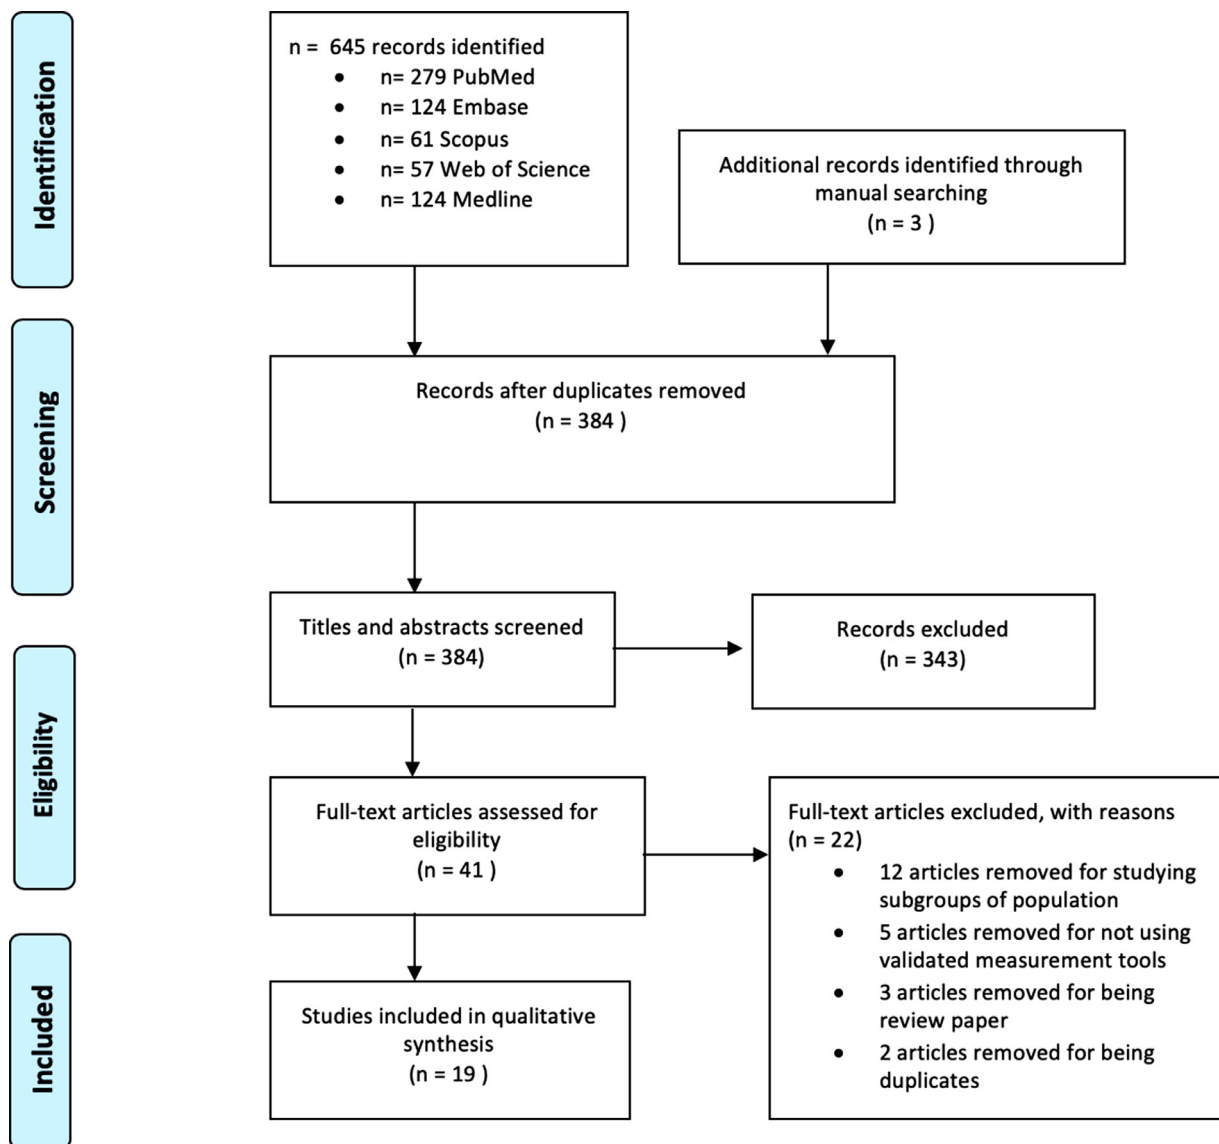 Identification
n = 645 records identified
• n= 279 PubMed
• n= 124 Embase
• n= 61 Scopus
• n= 57 Web of Science
• n= 124 Medline
Additional records identified through
manual searching
(n = 3 )
Screening
Records after duplicates removed
(n = 384 )
Titles and abstracts screened
(n = 384)
Records excluded
(n = 343)
Eligibility
Full-text articles assessed for
eligibility
(n = 41 )
Full-text articles excluded, with reasons
(n = 22)
• 12 articles removed for studying
subgroups of population
• 5 articles removed for not using
validated measurement tools
• 3 articles removed for being
review paper
• 2 articles removed for being
duplicates
Included
Studies included in qualitative
synthesis
(n = 19 )